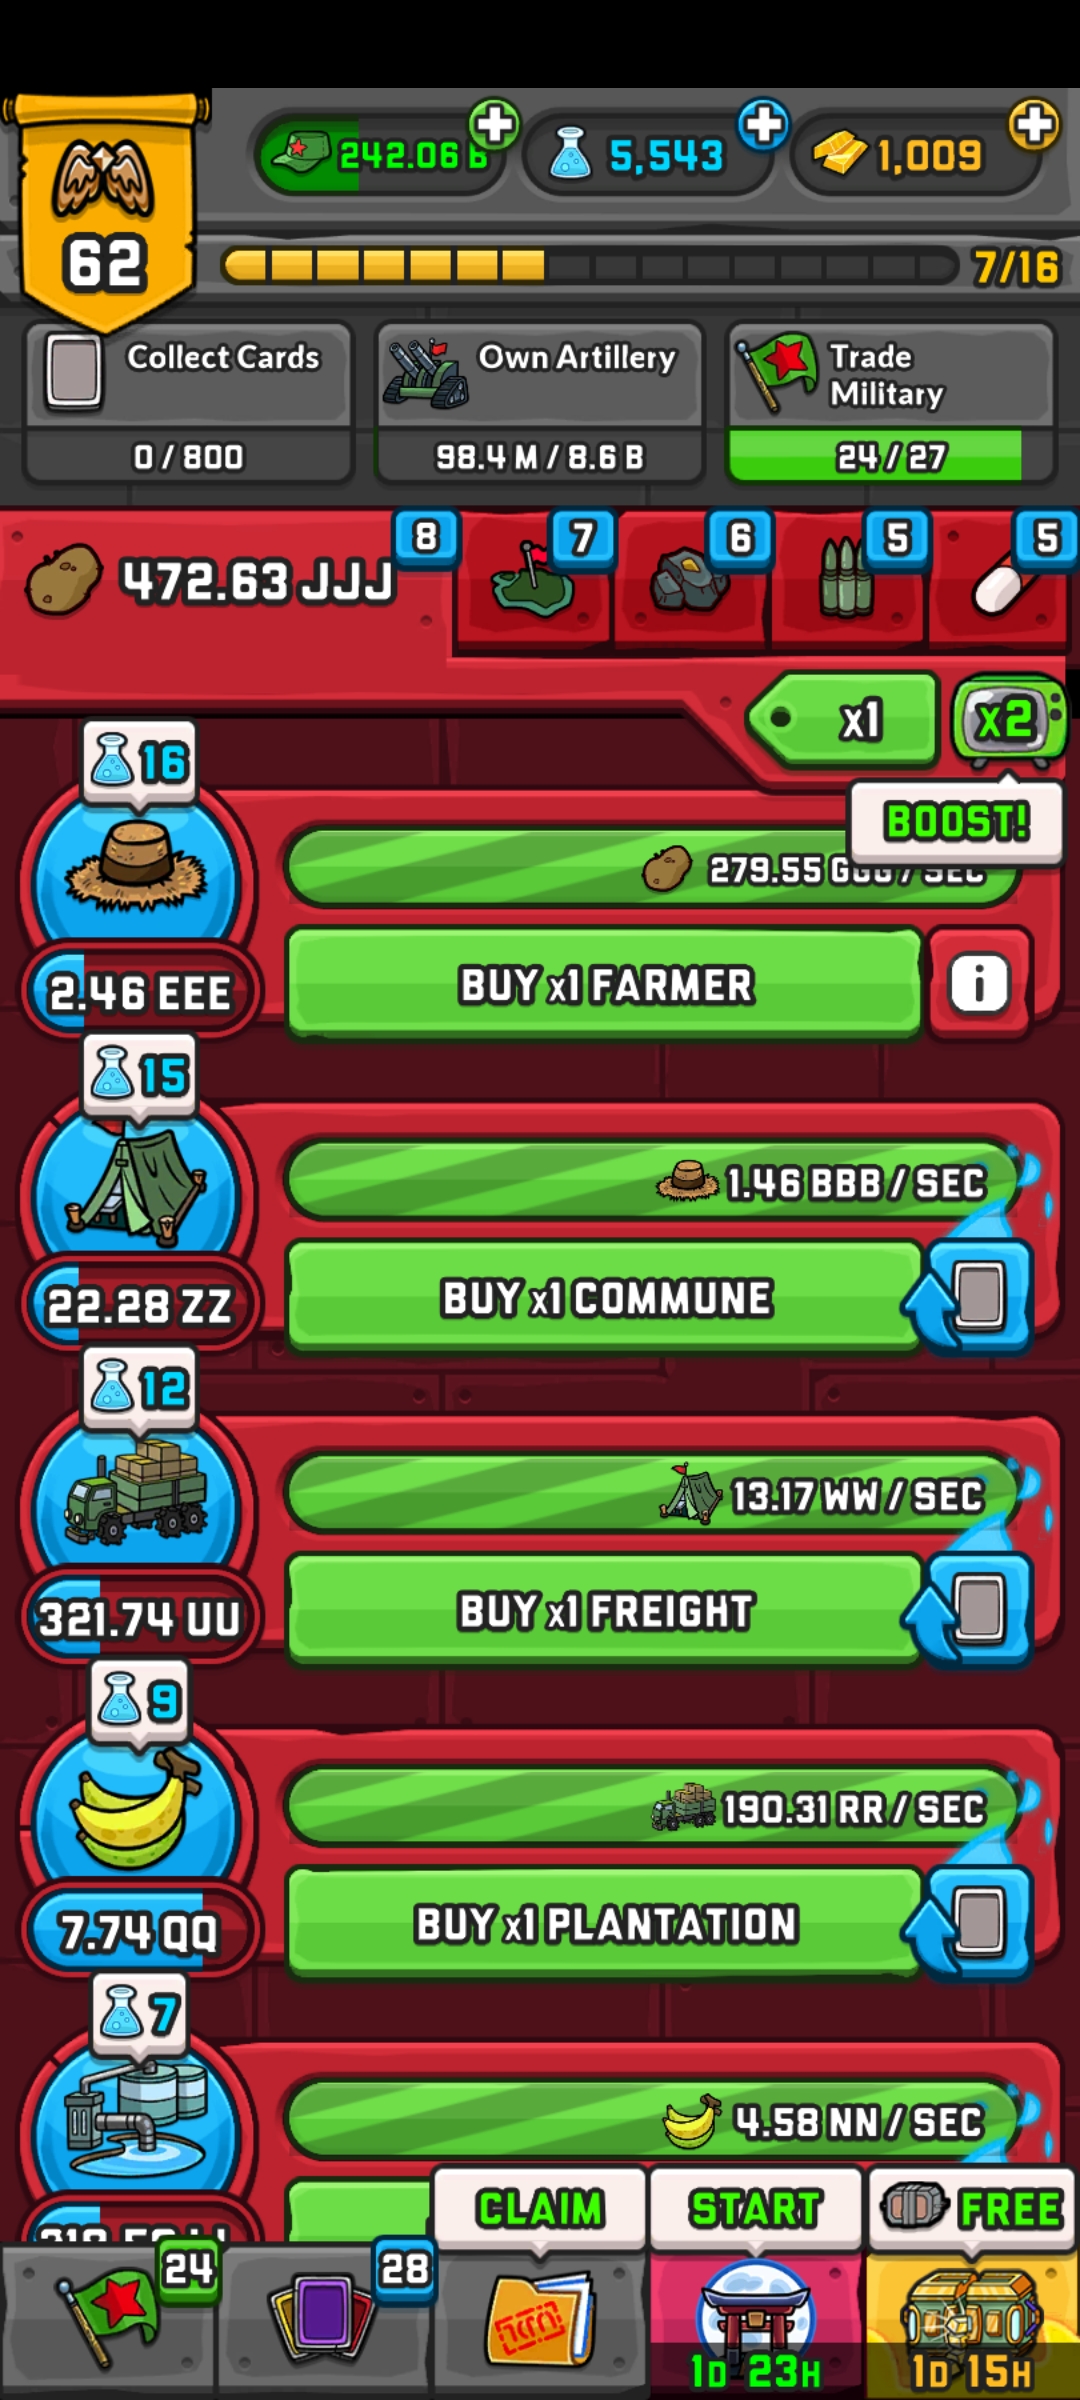 242.06 B
5,543
1,009
62
7/16
Collect Cards
0 / 800
Own Artillery
98.4 M / 8.6 B
Trade
Military
24 / 27
472.63 JJJ
8
7
6
5
5
x1
x2
BOOST!
16
279.55 GGG / SEC
2.46 EEE
BUY x1 FARMER
i
15
1.46 BBB / SEC
22.28 ZZ
BUY x1 COMMUNE
12
13.17 WW / SEC
321.74 UU
BUY x1 FREIGHT
9
190.31 RR / SEC
7.74 QQ
BUY x1 PLANTATION
7
4.58 NN / SEC
CLAIM
START
FREE
24
28
1D 23H
1D 15H